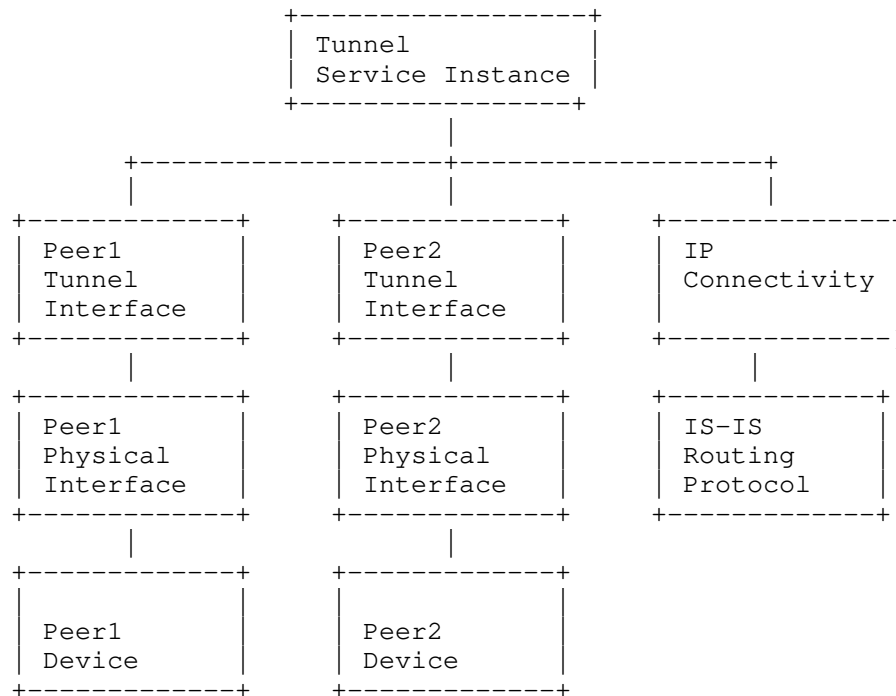 Tunnel
Service Instance
Peer1 Peer2 IP
Tunnel Tunnel Connectivity
Interface Interface
Peer1 Peer2 IS-IS
Physical Physical Routing
Interface Interface Protocol
Peer1 Peer2
Device Device